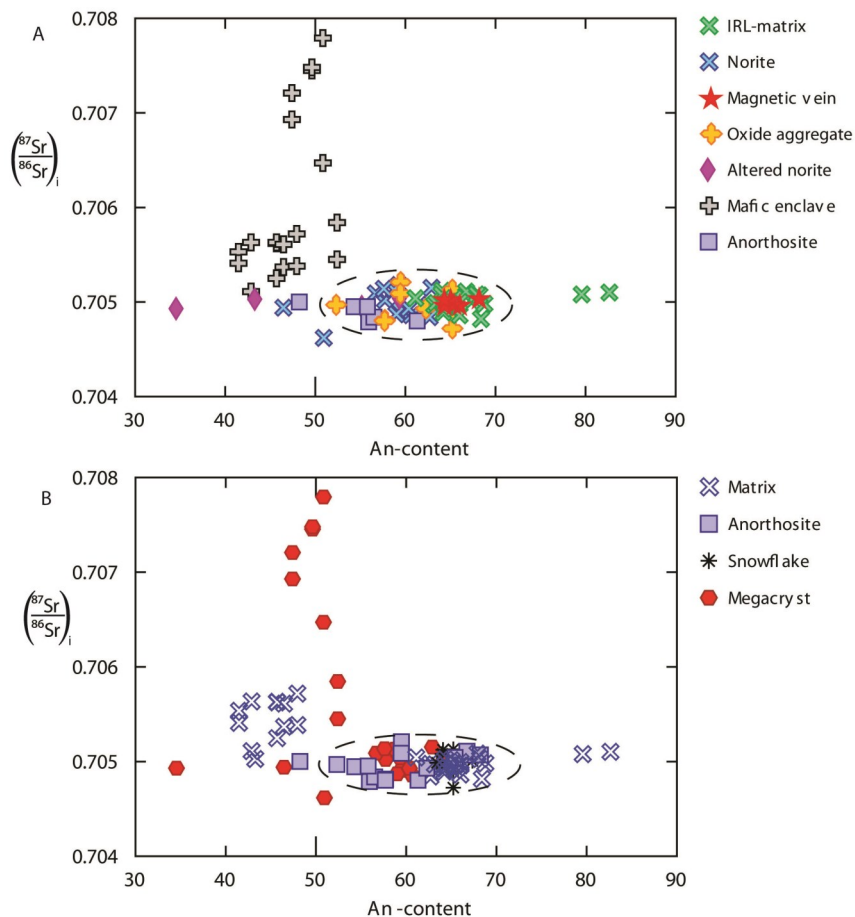 A
0.708
0.707
0.706
0.705
0.704
(87Sr/86Sr)i
30 40 50 60 70 80 90
An-content
IRL-matrix
Norite
Magnetic vein
Oxide aggregate
Altered norite
Mafic enclave
Anorthosite
B
0.708
0.707
0.706
0.705
0.704
(87Sr/86Sr)i
30 40 50 60 70 80 90
An-content
Matrix
Anorthosite
Snowflake
Megacryst